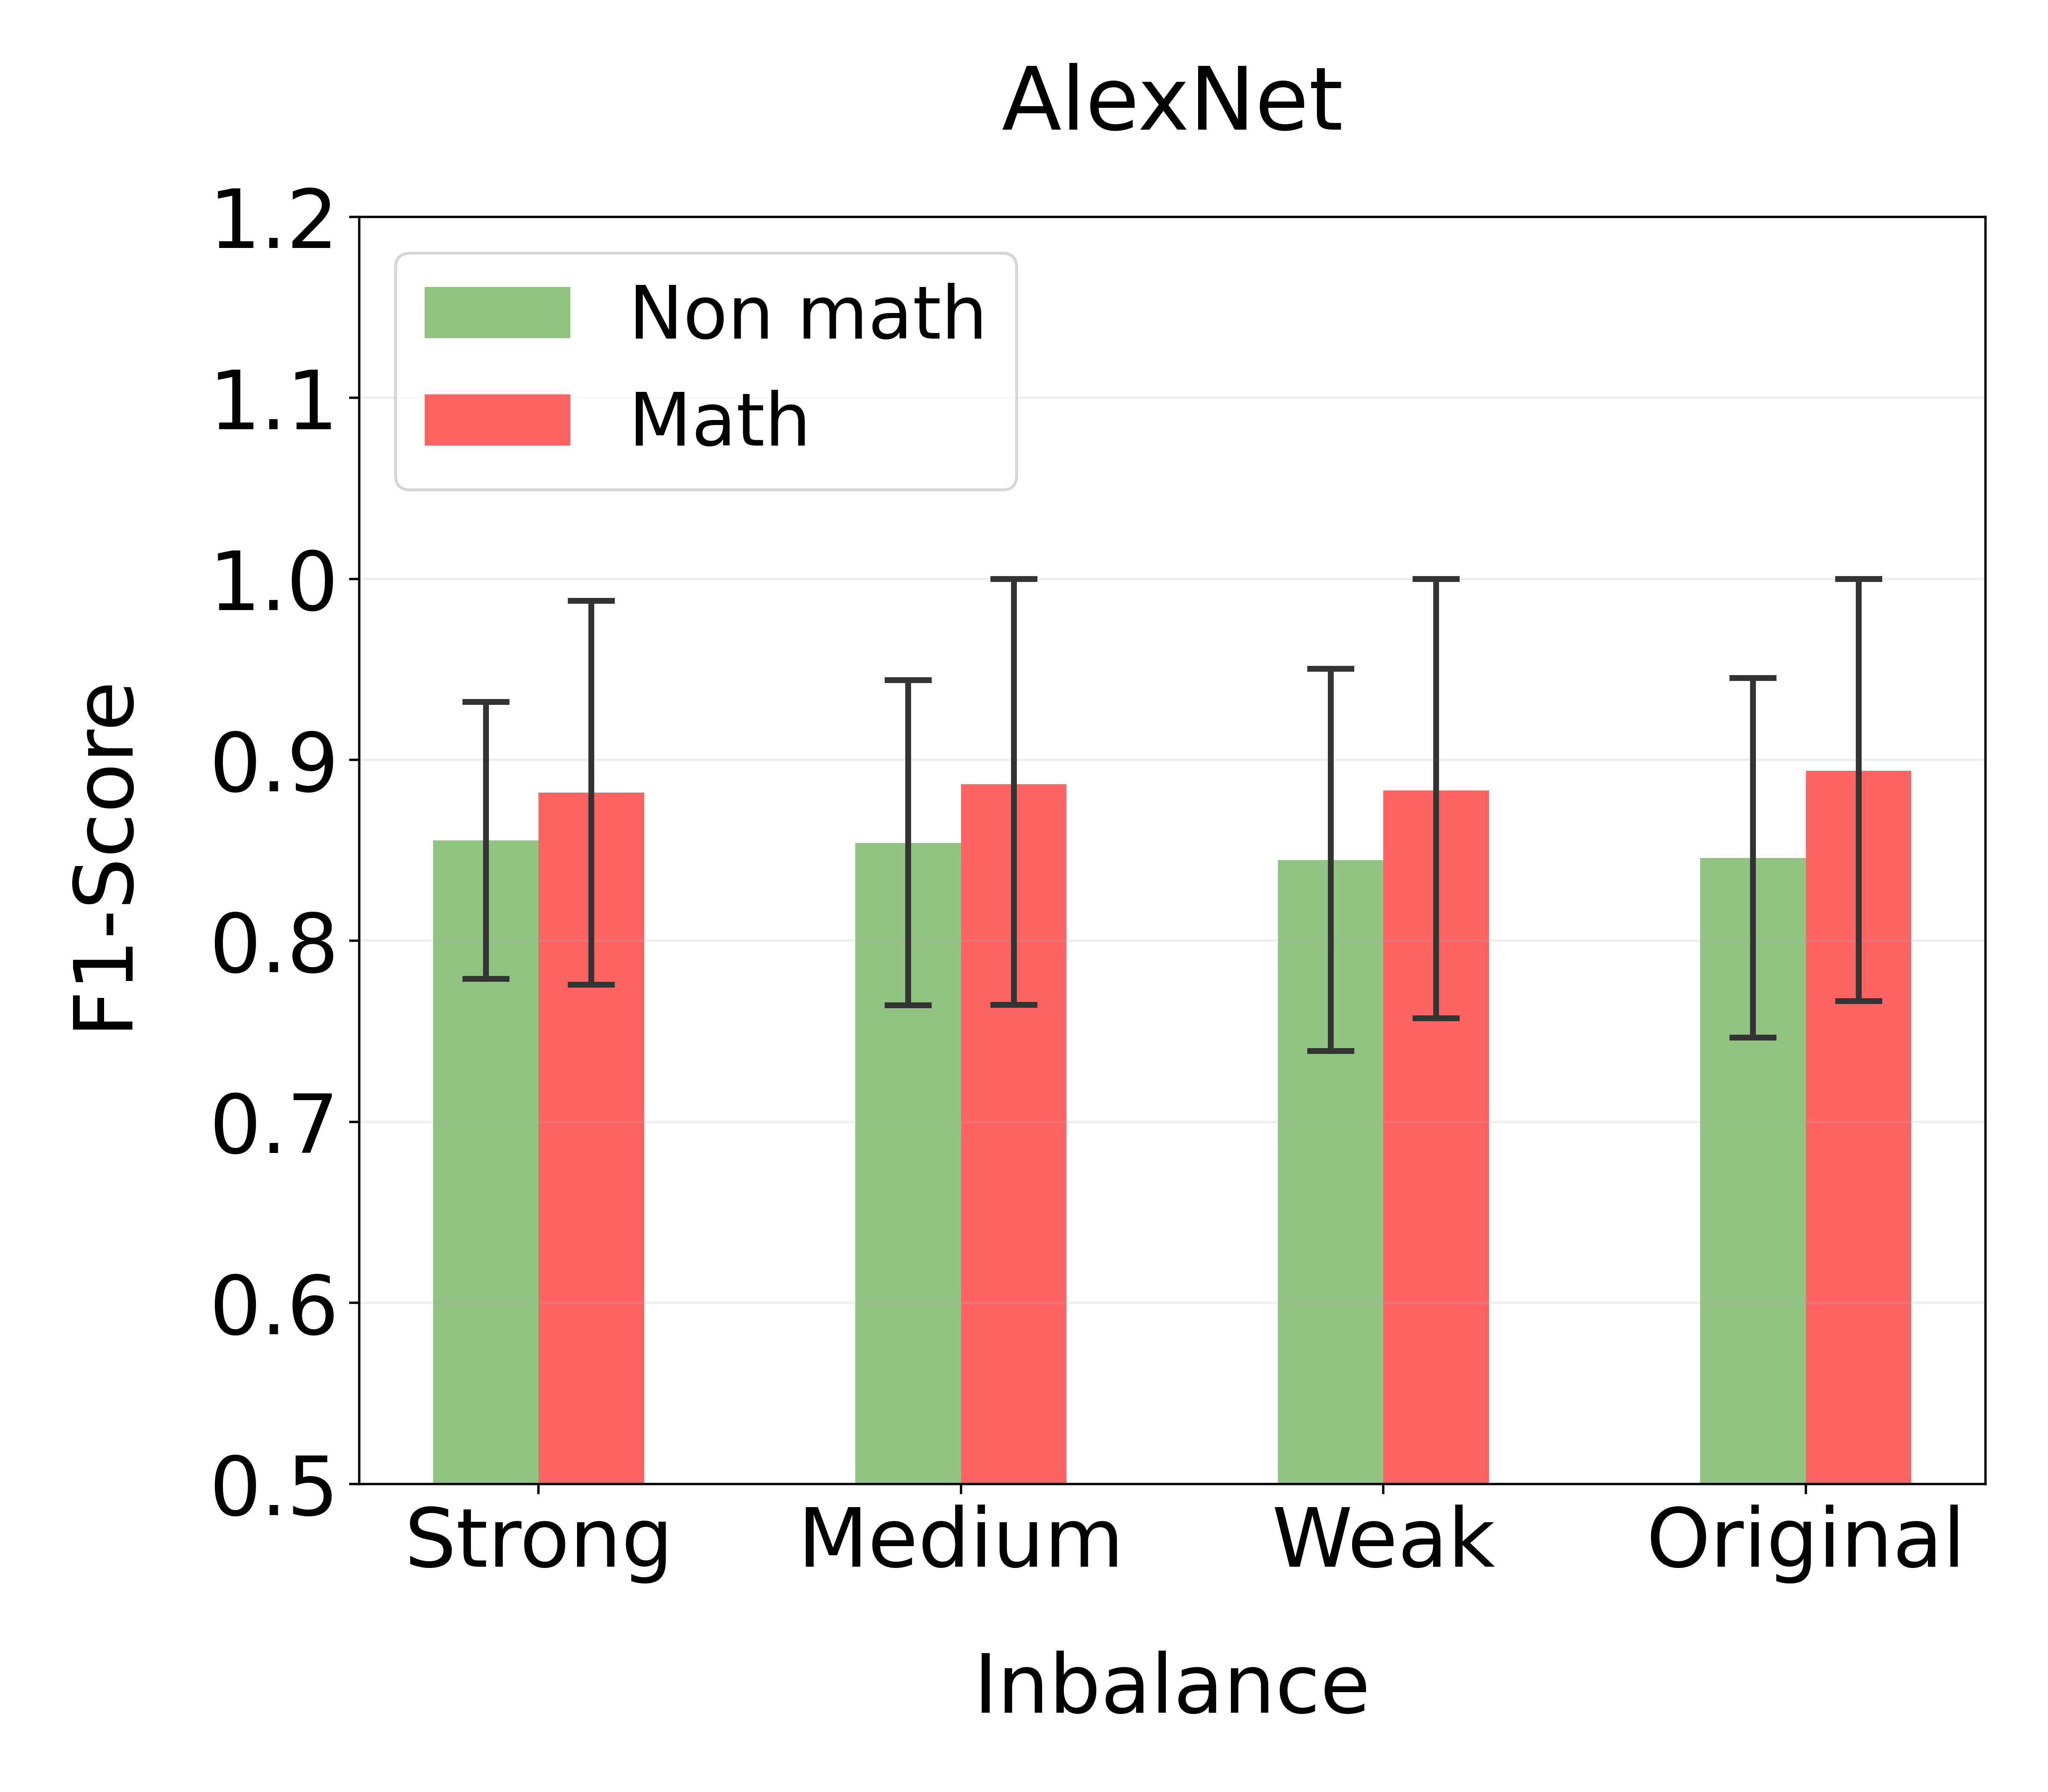 AlexNet
1.2
1.1
1.0
0.9
0.8
0.7
0.6
0.5
F1-Score
Non math
Math
Strong Medium Weak Original
Inbalance